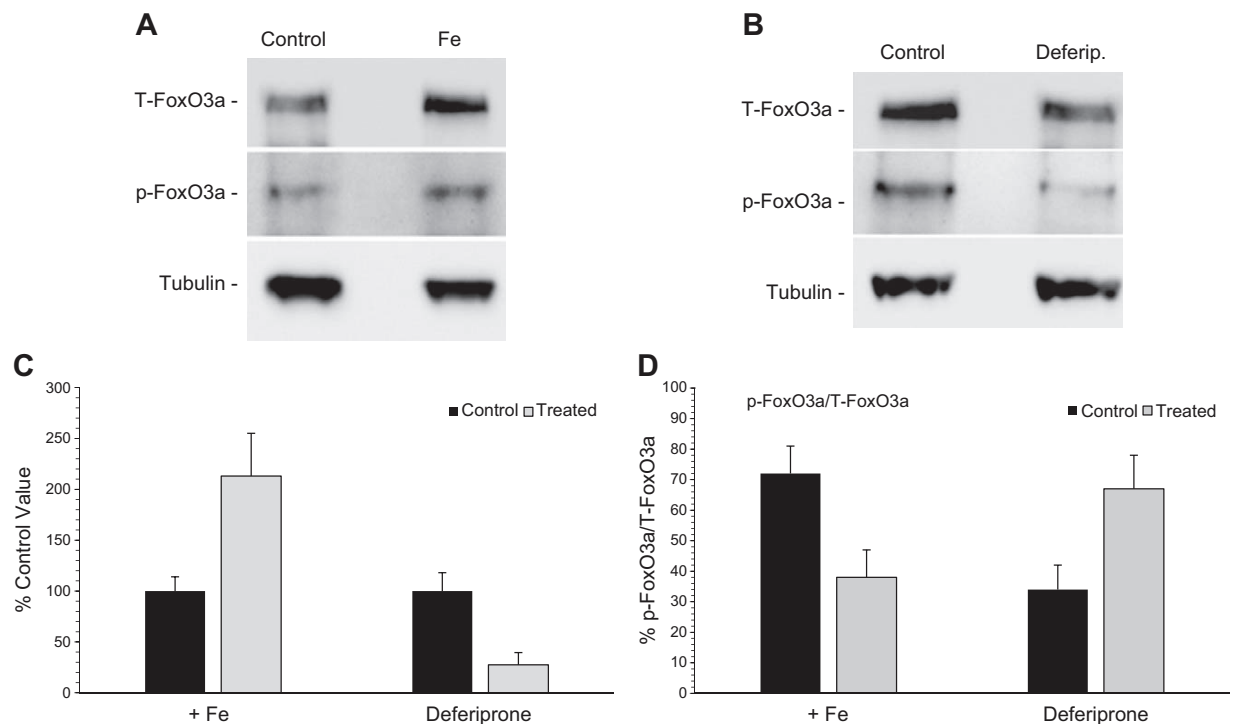 A
Control Fe
T-FoxO3a -
p-FoxO3a -
Tubulin -
B
Control Deferip.
T-FoxO3a -
p-FoxO3a -
Tubulin -
C
% Control Value
300
250
200
150
100
50
0
Control Treated
+ Fe Deferiprone
D
% p-FoxO3a/T-FoxO3a
100
90
80
70
60
50
40
30
20
10
0
p-FoxO3a/T-FoxO3a
Control Treated
+ Fe Deferiprone